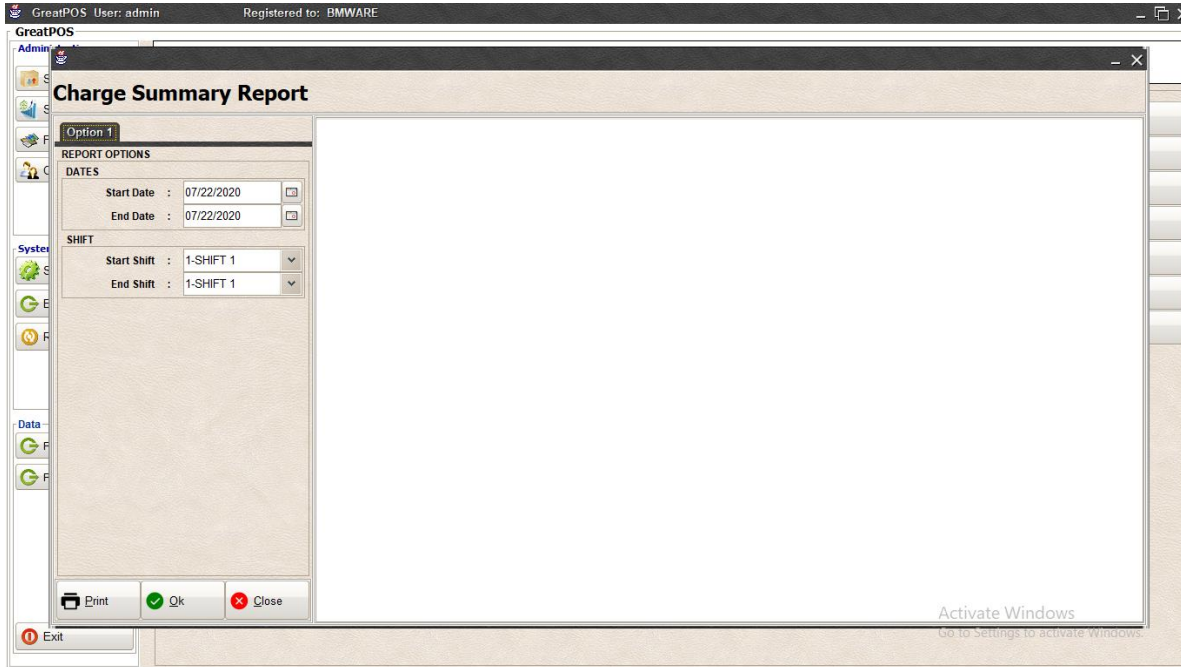 GreatPOS User: admin Registered to: BMWARE
GreatPOS
Charge Summary Report
Option 1
REPORT OPTIONS
DATES
Start Date : 07/22/2020
End Date : 07/22/2020
SHIFT
Start Shift : 1-SHIFT 1
End Shift : 1-SHIFT 1
Data
Print Ok Close
Exit
Activate Windows
Go to Settings to activate Windows.